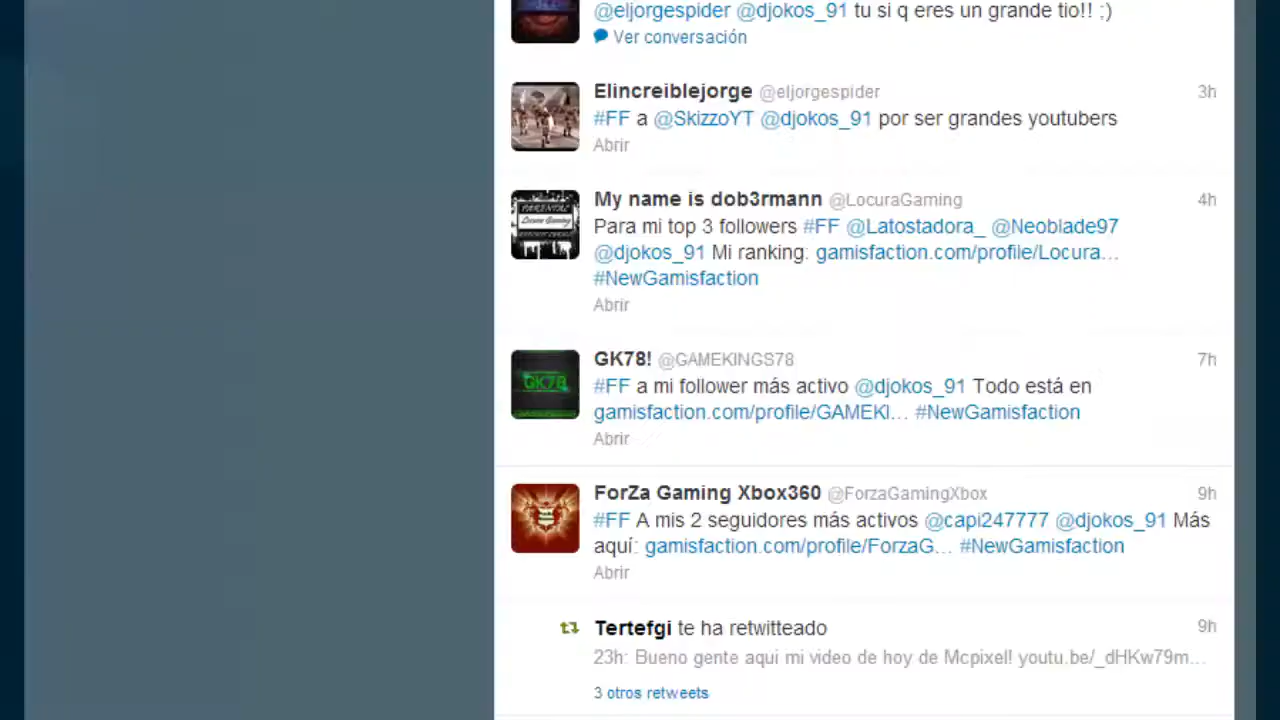 @eljorgespider @djokos_91 tu si q eres un grande tio!! ;)
Ver conversación
Elincreiblejorge @eljorgespider 3h
#FF a @SkizzoYT @djokos_91 por ser grandes youtubers
Abrir
My name is dob3rmann @LocuraGaming 4h
Para mi top 3 followers #FF @Latostadora_ @Neoblade97
@djokos_91 Mi ranking: gamisfaction.com/profile/Locura...
#NewGamisfaction
Abrir
GK78! @GAMEKINGS78 7h
#FF a mi follower más activo @djokos_91 Todo está en
gamisfaction.com/profile/GAMEKI... #NewGamisfaction
Abrir
ForZa Gaming Xbox360 @ForzaGamingXbox 9h
#FF A mis 2 seguidores más activos @capi247777 @djokos_91 Más
aquí: gamisfaction.com/profile/ForzaG... #NewGamisfaction
Abrir
Tertefgi te ha retwitteado 9h
23h: Bueno gente aqui mi video de hoy de Mcpixel! youtu.be/_dHKw79m...
3 otros retweets
PARENTAL
Locura Gaming
GK78